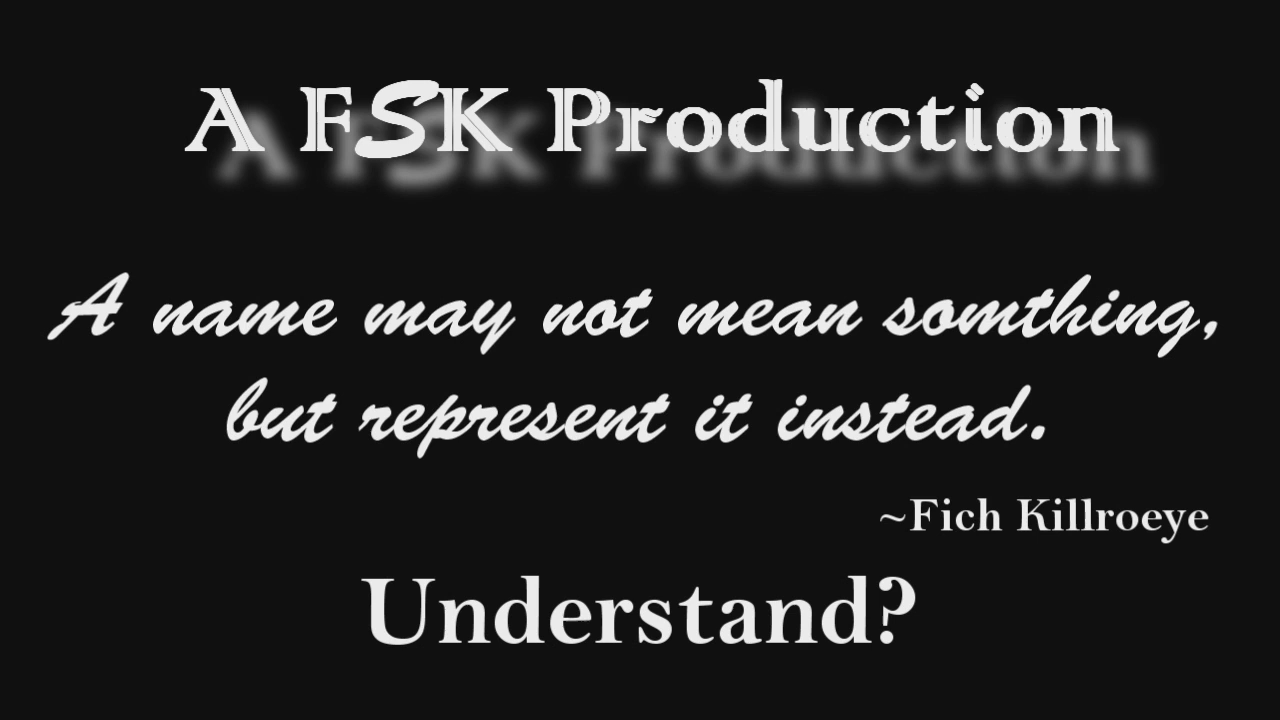 A FSK Production
A name may not mean somthing,
but represent it instead.
~Fich Killroeye
Understand?